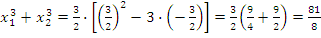 x₁³ + x₂³ = 3/2 · [(3/2)² − 3 · (−3/2)] = 3/2 (9/4 + 9/2) = 81/8